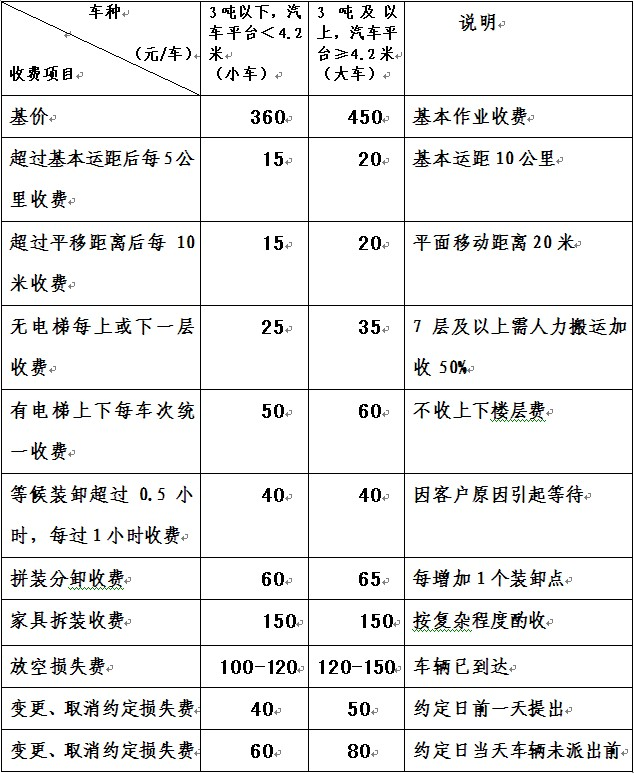 车种
（元/车）
收费项目
3吨以下，汽
车平台＜4.2
米
（小车）
3 吨及以
上，汽车平
台≥4.2米
（大车）
说明
基价
360
450
基本作业收费
超过基本运距后每5公
里收费
15
20
基本运距10公里
超过平移距离后每 10
米收费
15
20
平面移动距离20米
无电梯每上或下一层
收费
25
35
7 层及以上需人力搬运加
收 50%
有电梯上下每车次统
一收费
50
60
不收上下楼层费
等候装卸超过 0.5 小
时，每过1小时收费
40
40
因客户原因引起等待
拼装分卸收费
60
65
每增加1个装卸点
家具拆装收费
150
150
按复杂程度酌收
放空损失费
100-120
120-150
车辆已到达
变更、取消约定损失费
40
50
约定日前一天提出
变更、取消约定损失费
60
80
约定日当天车辆未派出前